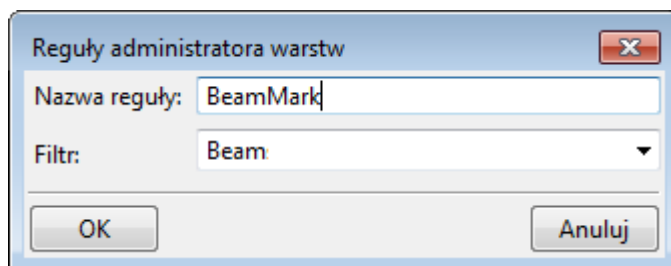 Reguły administratora warstw
Nazwa reguły: BeamMark
Filtr: Beam
OK Anuluj